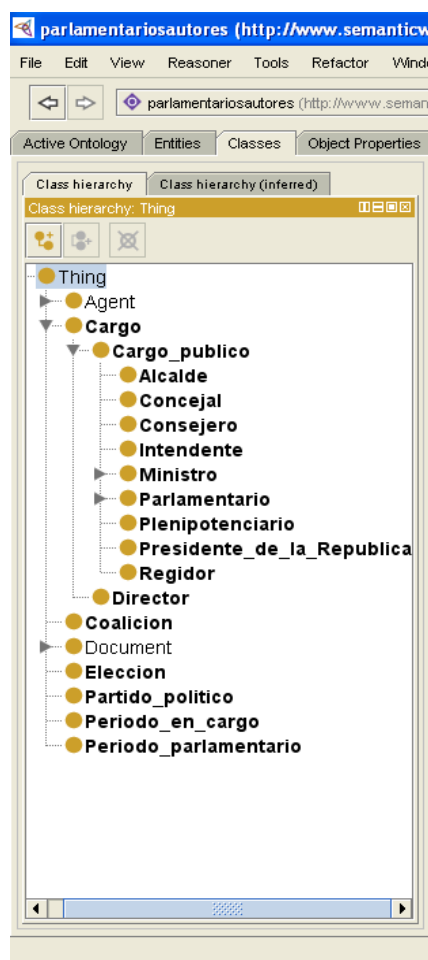 parlamentariosautores (http://www.semanticw
File Edit View Reasoner Tools Refactor Windo
parlamentariosautores (http://www.seman
Active Ontology Entities Classes Object Properties
Class hierarchy Class hierarchy (inferred)
Class hierarchy: Thing
Thing
Agent
Cargo
Cargo_publico
Alcalde
Concejal
Consejero
Intendente
Ministro
Parlamentario
Plenipotenciario
Presidente_de_la_Republica
Regidor
Director
Coalicion
Document
Eleccion
Partido_politico
Periodo_en_cargo
Periodo_parlamentario